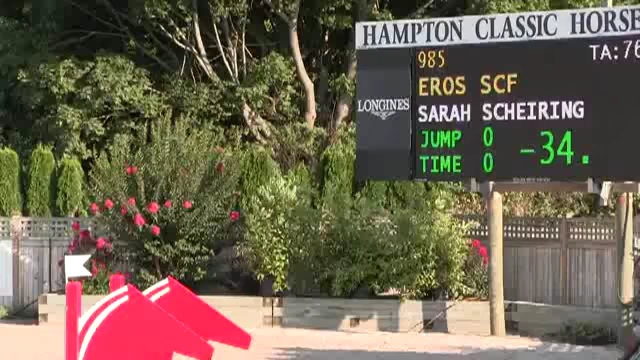 HAMPTON CLASSIC HORSE
985
TA: 76
EROS SCF
LONGINES
SARAH SCHEIRING
JUMP 0
TIME 0
-34.